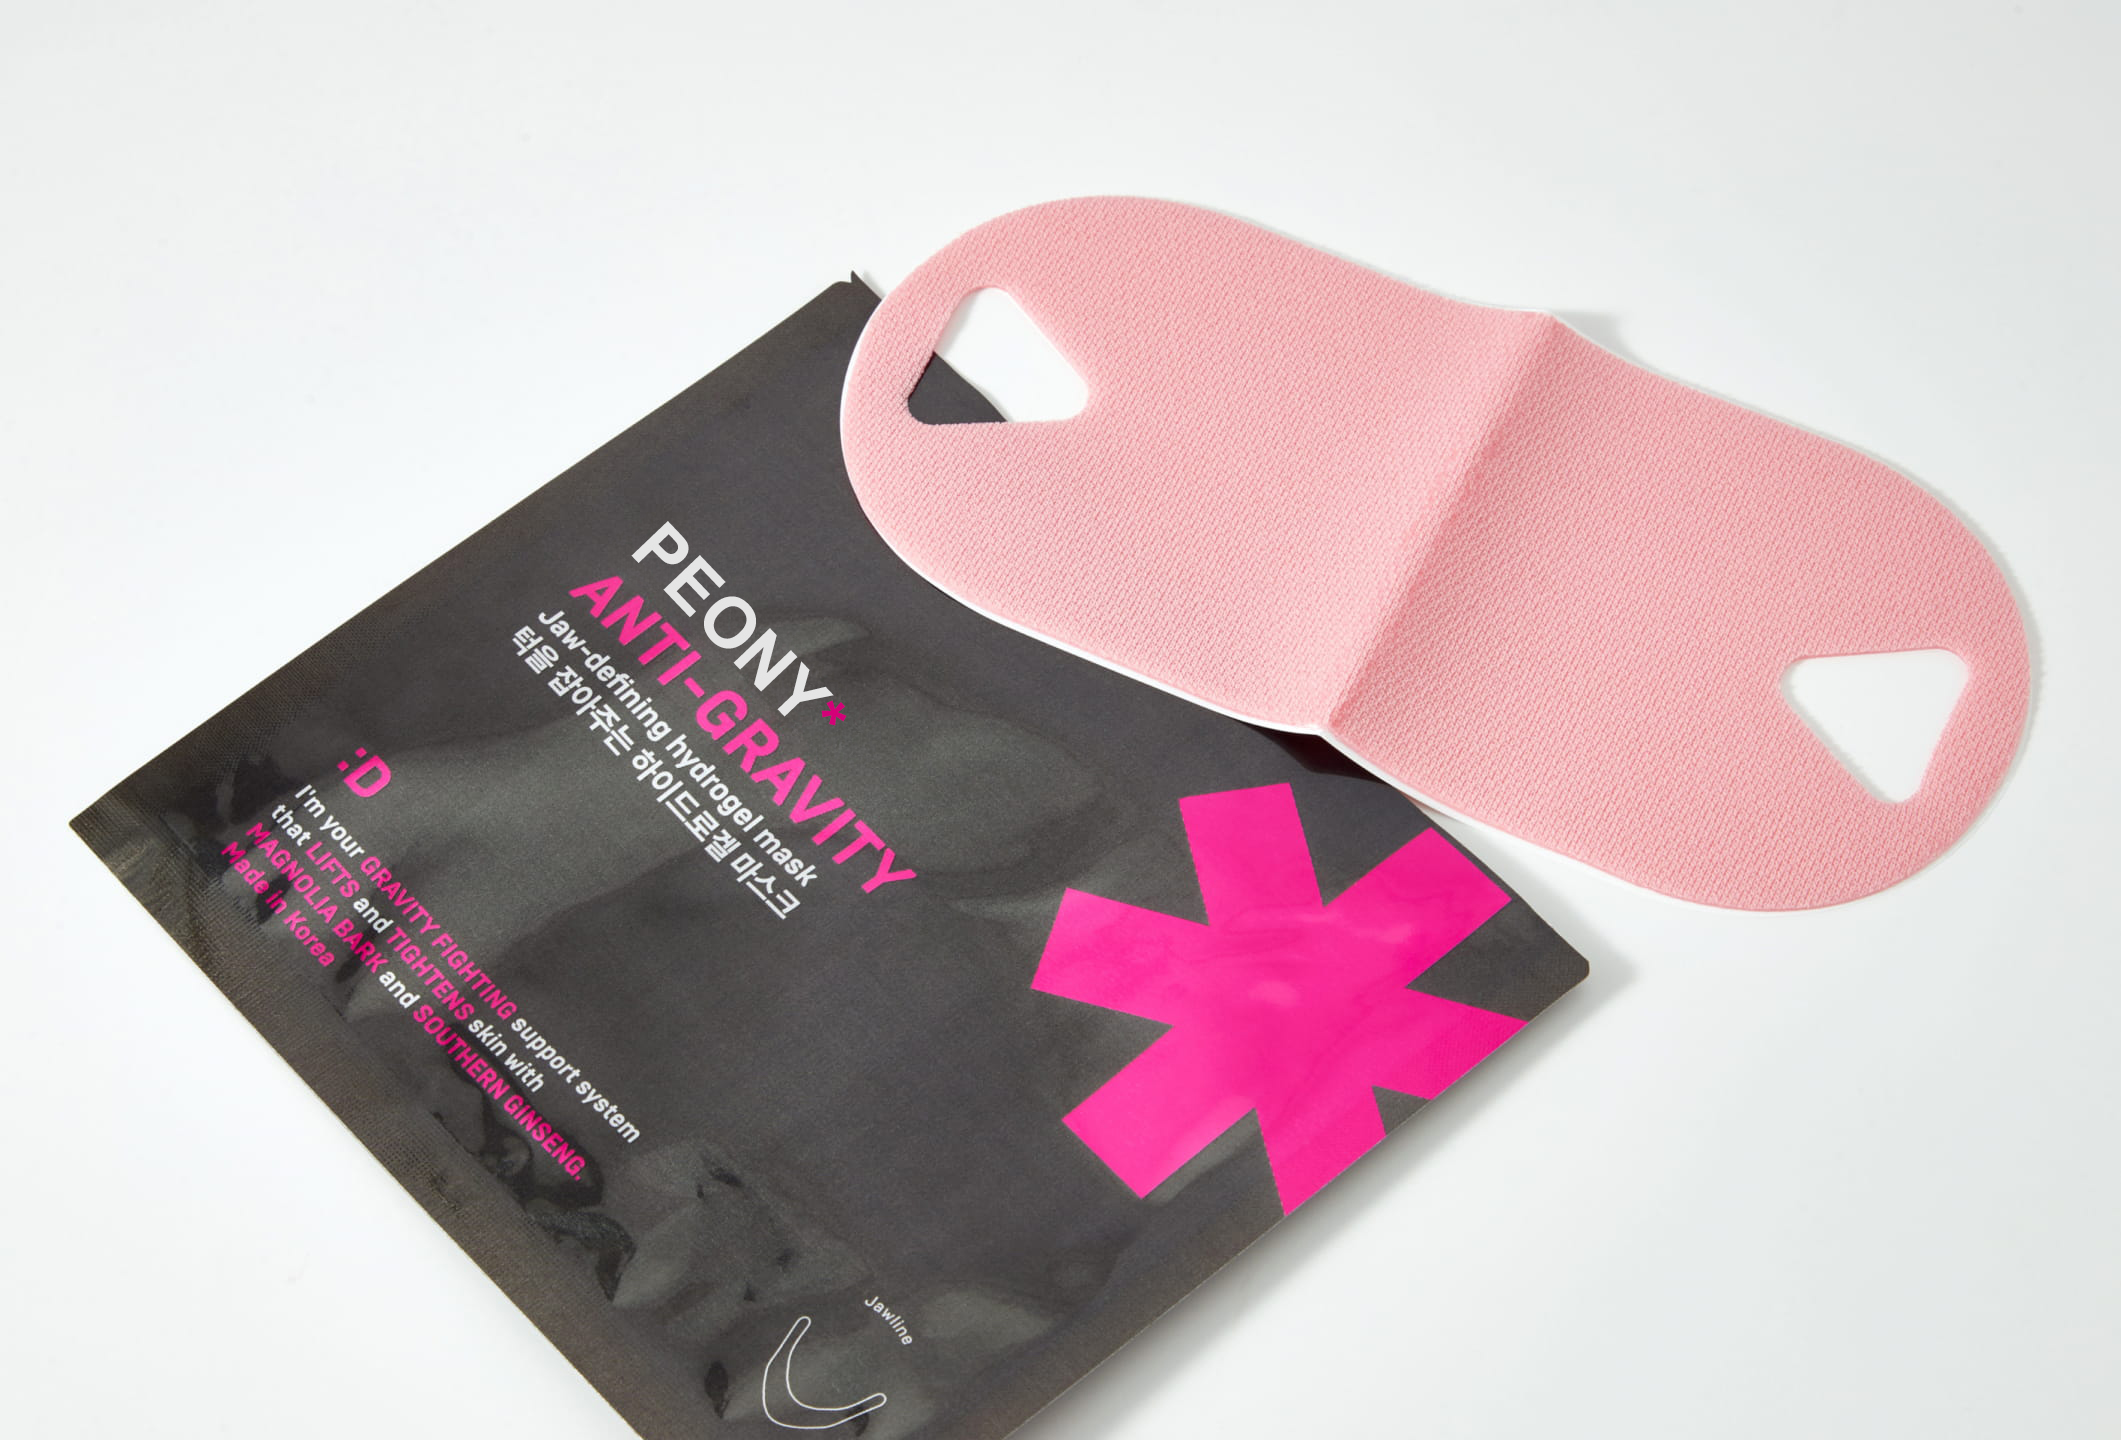 PEONY*
ANTI-GRAVITY
Jaw-defining hydrogel mask
턱을 잡아주는 하이드로겔 마스크
:D
I'm your GRAVITY FIGHTING support system
that LIFTS and TIGHTENS skin with
MAGNOLIA BARK and SOUTHERN GINSENG.
Made in Korea
Jawline